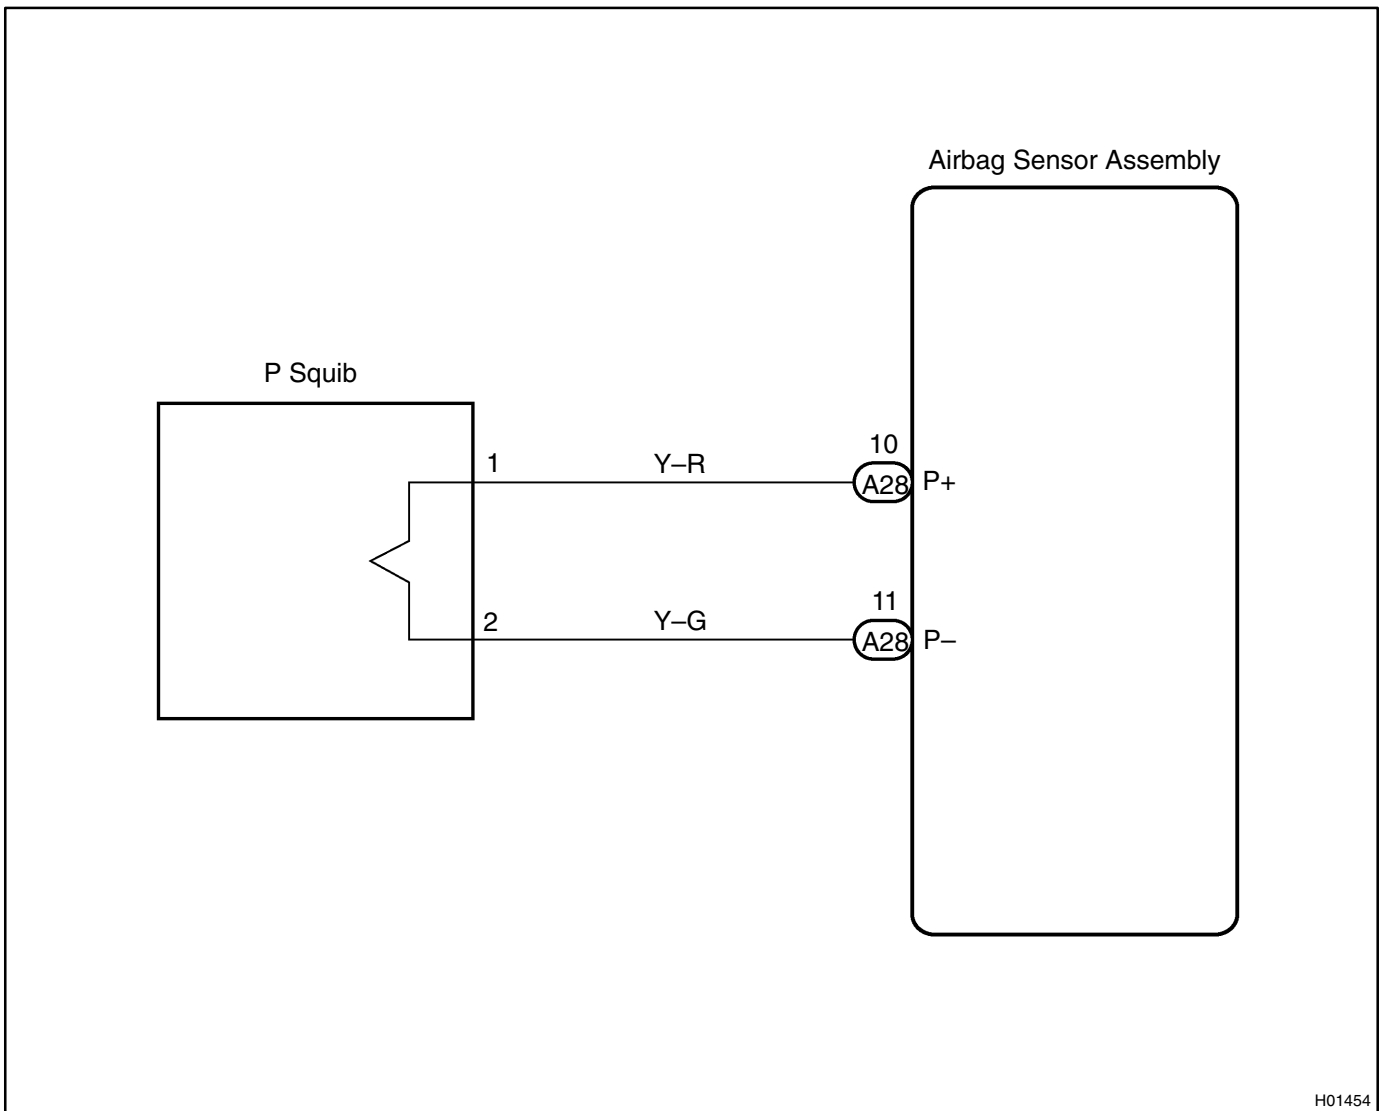 Airbag Sensor Assembly
P Squib
1
Y–R
10
A28
P+
2
Y–G
11
A28
P–
H01454